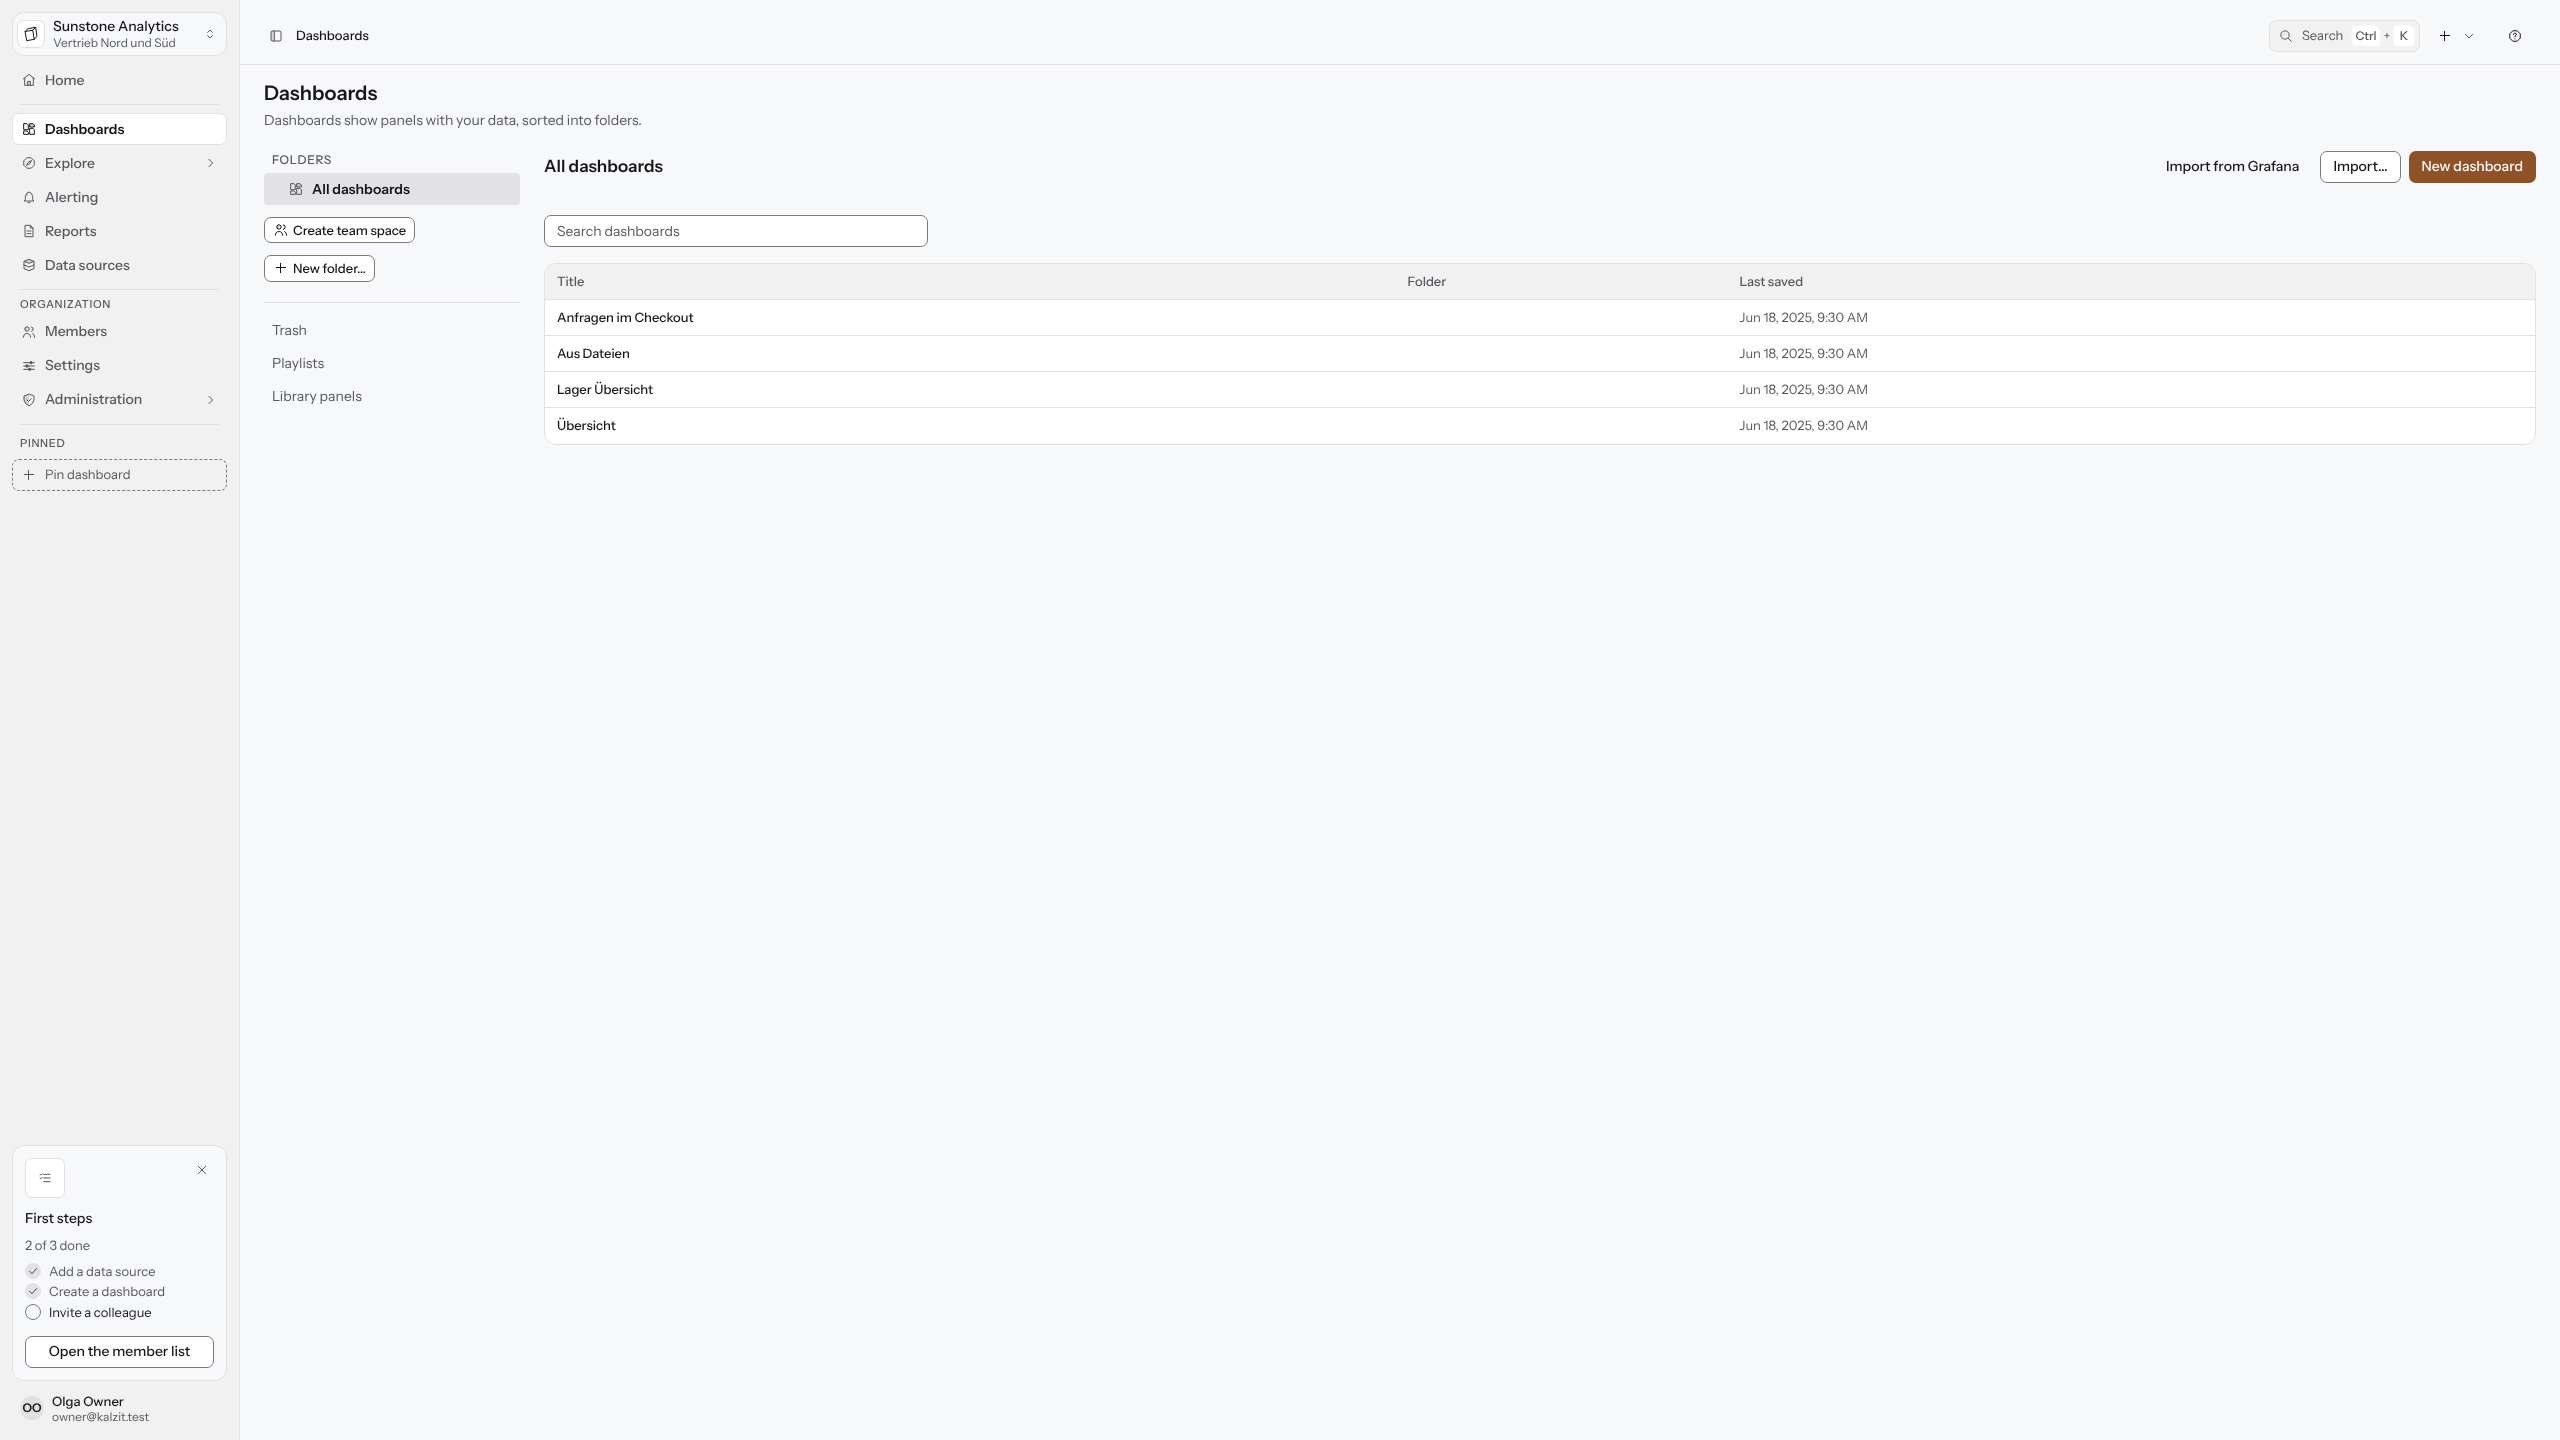 Sunstone Analytics
Vertrieb Nord und Süd
Home
Dashboards
Explore
Alerting
Reports
Data sources
ORGANIZATION
Members
Settings
Administration
PINNED
Pin dashboard
First steps
2 of 3 done
Add a data source
Create a dashboard
Invite a colleague
Open the member list
OO
Olga Owner
owner@kalzit.test
Dashboards
Search Ctrl + K
Dashboards
Dashboards show panels with your data, sorted into folders.
FOLDERS
All dashboards
Create team space
New folder...
Trash
Playlists
Library panels
All dashboards
Import from Grafana
Import...
New dashboard
Search dashboards
Title Folder Last saved
Anfragen im Checkout Jun 18, 2025, 9:30 AM
Aus Dateien Jun 18, 2025, 9:30 AM
Lager Übersicht Jun 18, 2025, 9:30 AM
Übersicht Jun 18, 2025, 9:30 AM